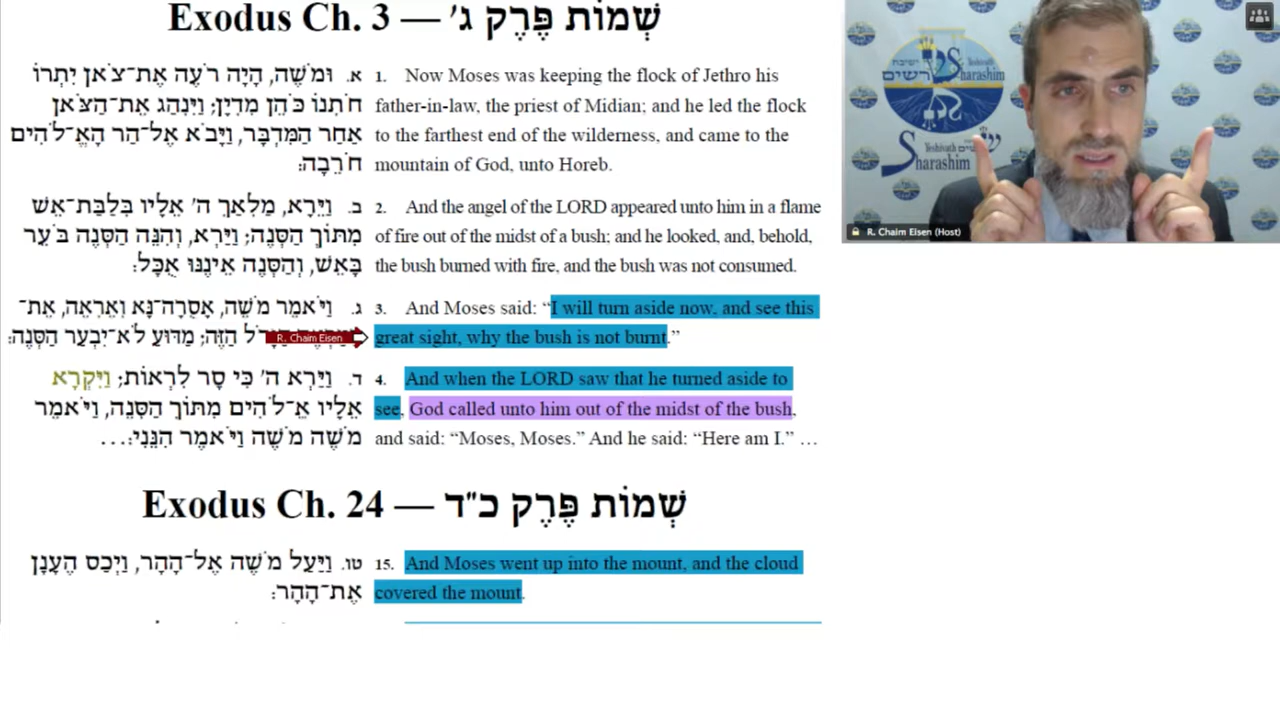 Exodus Ch. 3 — שְׁמוֹת פֶּרֶק ג׳
א. וּמֹשֶׁה, הָיָה רֹעֶה אֶת־צֹאן יִתְרוֹ
חֹתְנוֹ כֹּהֵן מִדְיָן; וַיִּנְהַג אֶת־הַצֹּאן
אַחַר הַמִּדְבָּר, וַיָּבֹא אֶל־הַר הָאֱ־לֹהִים
חֹרֵבָה:
1. Now Moses was keeping the flock of Jethro his
father-in-law, the priest of Midian; and he led the flock
to the farthest end of the wilderness, and came to the
mountain of God, unto Horeb.
ב. וַיֵּרָא, מַלְאַךְ ה׳ אֵלָיו בְּלַבַּת־אֵשׁ
מִתּוֹךְ הַסְּנֶה; וַיַּרְא, וְהִנֵּה הַסְּנֶה בֹּעֵר
בָּאֵשׁ, וְהַסְּנֶה אֵינֶנּוּ אֻכָּל:
2. And the angel of the LORD appeared unto him in a flame
of fire out of the midst of a bush; and he looked, and, behold,
the bush burned with fire, and the bush was not consumed.
ג. וַיֹּאמֶר מֹשֶׁה, אָסֻרָה־נָּא וְאֶרְאֶה, אֶת־
הַזֶּה; מַדּוּעַ לֹא־יִבְעַר הַסְּנֶה:
R. Chaim Eisen
3. And Moses said: “I will turn aside now, and see this
great sight, why the bush is not burnt.”
ד. וַיַּרְא ה׳ כִּי סָר לִרְאוֹת; וַיִּקְרָא
אֵלָיו אֱ־לֹהִים מִתּוֹךְ הַסְּנֶה, וַיֹּאמֶר
מֹשֶׁה מֹשֶׁה וַיֹּאמֶר הִנֵּנִי:...
4. And when the LORD saw that he turned aside to
see, God called unto him out of the midst of the bush,
and said: “Moses, Moses.” And he said: “Here am I.” ...
Exodus Ch. 24 — שְׁמוֹת פֶּרֶק כ״ד
טו. וַיַּעַל מֹשֶׁה אֶל־הָהָר, וַיְכַס הֶעָנָן
אֶת־הָהָר:
15. And Moses went up into the mount, and the cloud
covered the mount.
ישיבת
שרשים
Sharashim
Yeshivath
Sharashim
R. Chaim Eisen (Host)